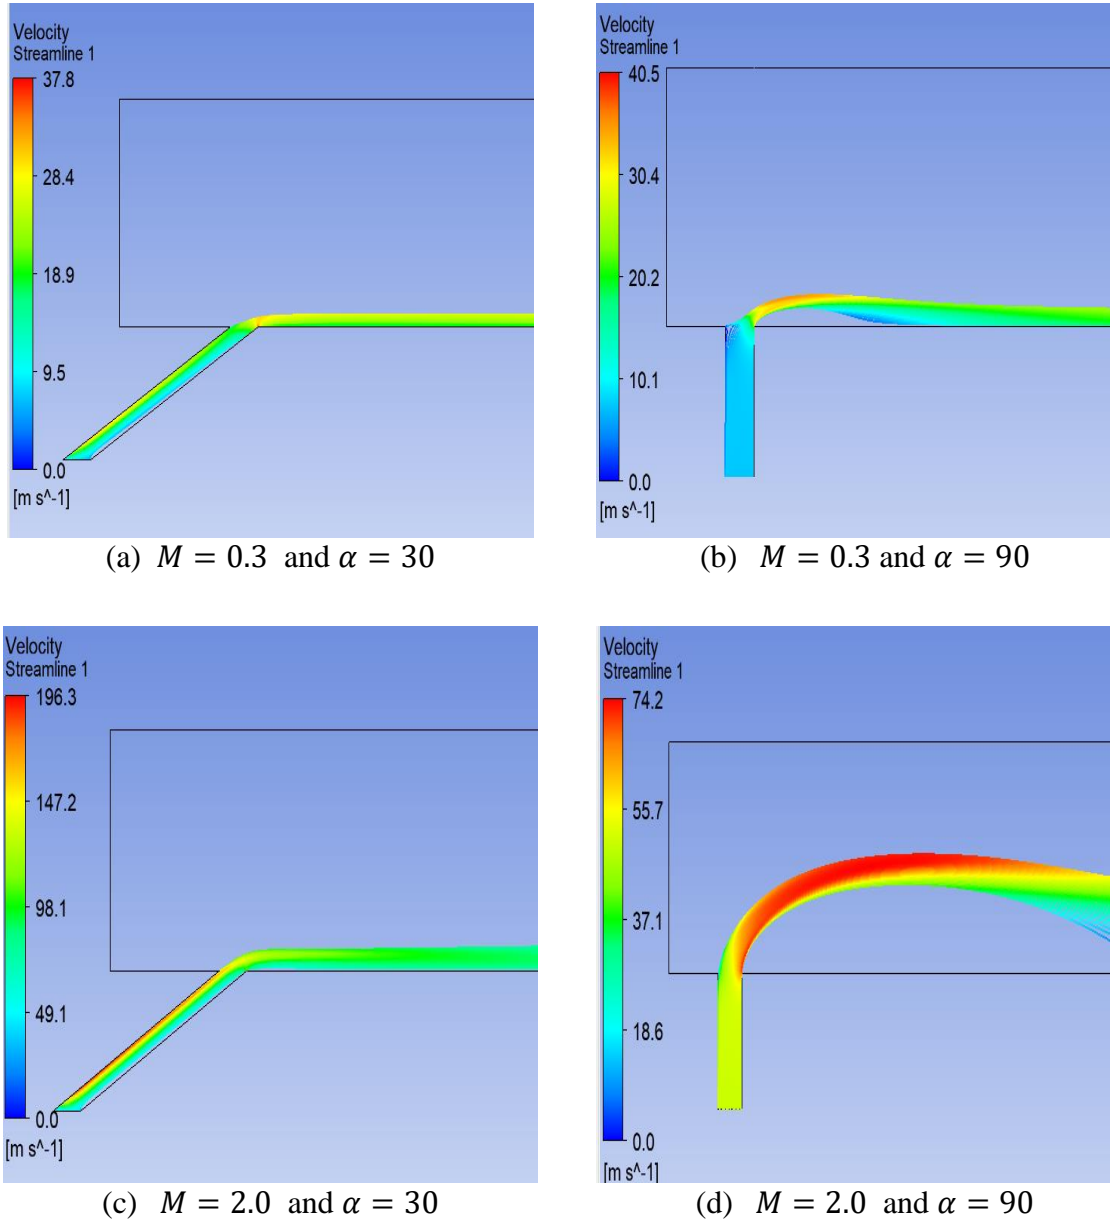 Velocity
Streamline 1
37.8
28.4
18.9
9.5
0.0
[m s^-1]
(a) M = 0.3 and α = 30
Velocity
Streamline 1
40.5
30.4
20.2
10.1
0.0
[m s^-1]
(b) M = 0.3 and α = 90
Velocity
Streamline 1
196.3
147.2
98.1
49.1
0.0
[m s^-1]
(c) M = 2.0 and α = 30
Velocity
Streamline 1
74.2
55.7
37.1
18.6
0.0
[m s^-1]
(d) M = 2.0 and α = 90